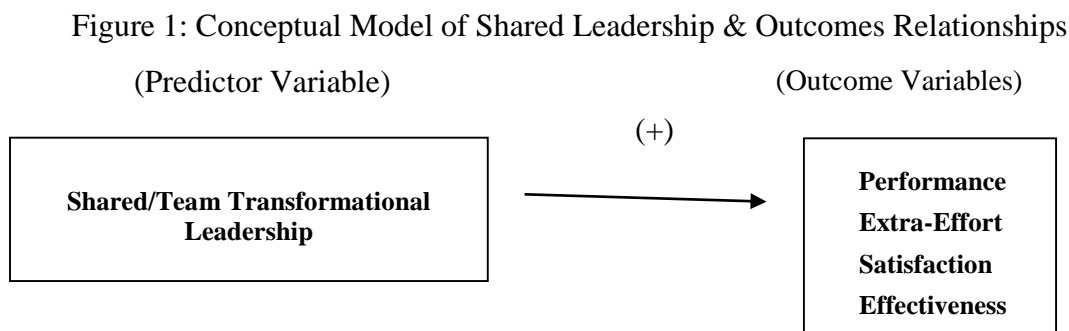 Figure 1: Conceptual Model of Shared Leadership & Outcomes Relationships
(Predictor Variable)
(Outcome Variables)
(+)
Shared/Team Transformational
Leadership
Performance
Extra-Effort
Satisfaction
Effectiveness